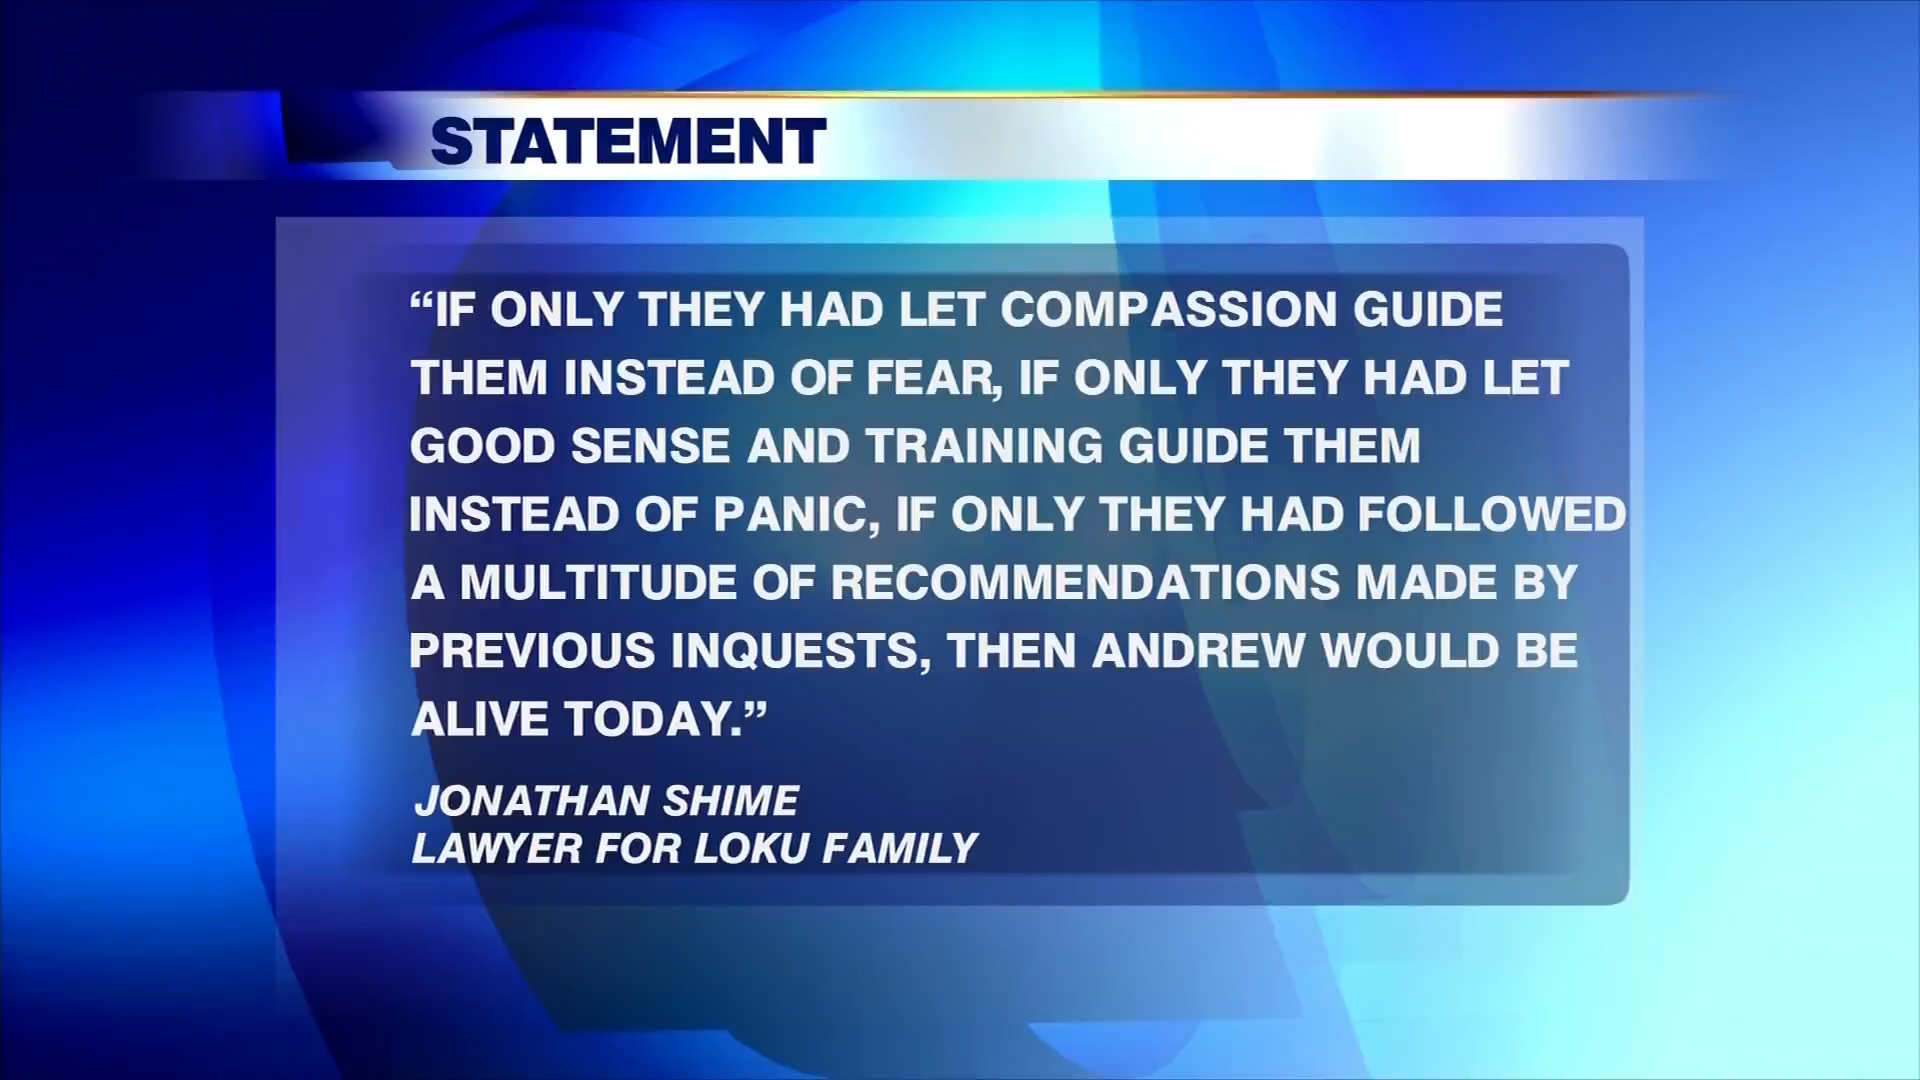 STATEMENT
“IF ONLY THEY HAD LET COMPASSION GUIDE
THEM INSTEAD OF FEAR, IF ONLY THEY HAD LET
GOOD SENSE AND TRAINING GUIDE THEM
INSTEAD OF PANIC, IF ONLY THEY HAD FOLLOWED
A MULTITUDE OF RECOMMENDATIONS MADE BY
PREVIOUS INQUESTS, THEN ANDREW WOULD BE
ALIVE TODAY.”
JONATHAN SHIME
LAWYER FOR LOKU FAMILY